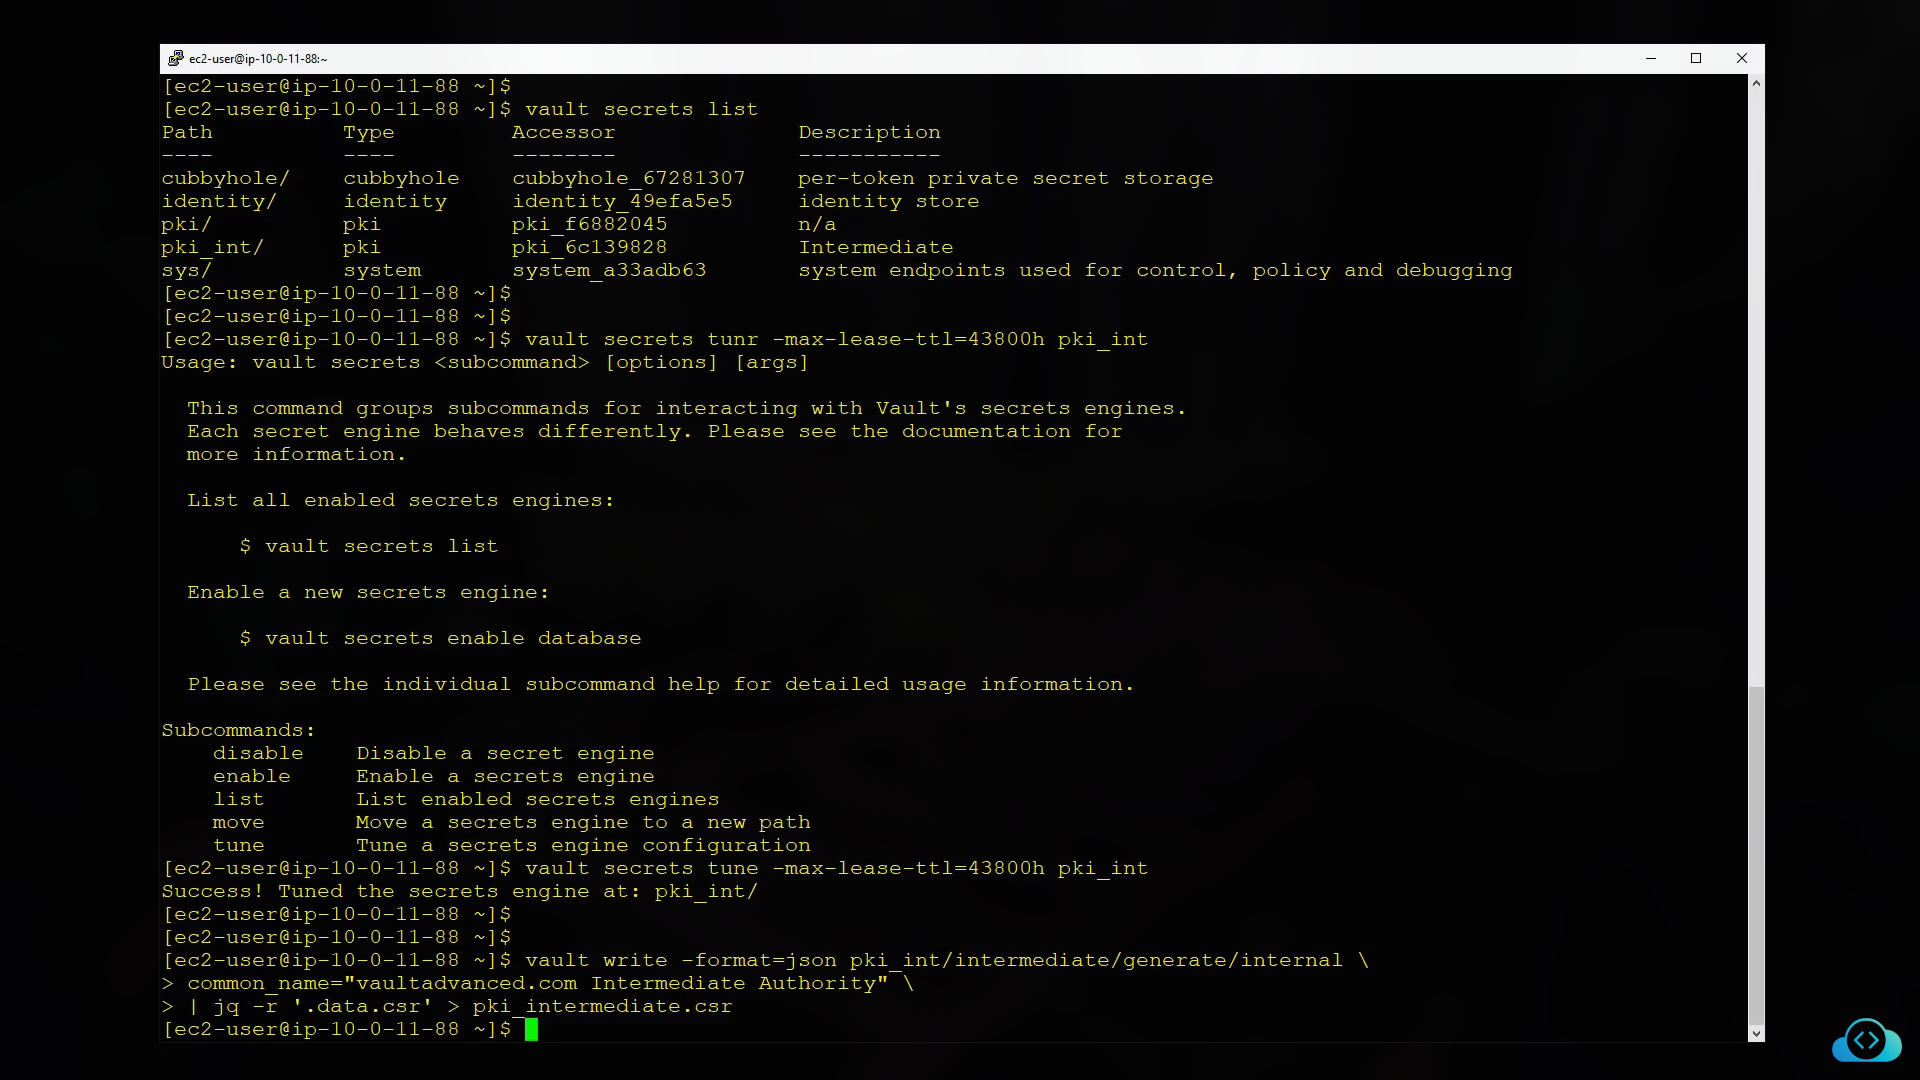 ec2-user@ip-10-0-11-88:~
[ec2-user@ip-10-0-11-88 ~]$
[ec2-user@ip-10-0-11-88 ~]$ vault secrets list
Path          Type         Accessor              Description
----          ----         --------              -----------
cubbyhole/    cubbyhole    cubbyhole_67281307    per-token private secret storage
identity/     identity     identity_49efa5e5     identity store
pki/          pki          pki_f6882045          n/a
pki_int/      pki          pki_6c139828          Intermediate
sys/          system       system_a33adb63       system endpoints used for control, policy and debugging
[ec2-user@ip-10-0-11-88 ~]$
[ec2-user@ip-10-0-11-88 ~]$
[ec2-user@ip-10-0-11-88 ~]$ vault secrets tunr -max-lease-ttl=43800h pki_int
Usage: vault secrets <subcommand> [options] [args]
  This command groups subcommands for interacting with Vault's secrets engines.
  Each secret engine behaves differently. Please see the documentation for
  more information.
  List all enabled secrets engines:
      $ vault secrets list
  Enable a new secrets engine:
      $ vault secrets enable database
  Please see the individual subcommand help for detailed usage information.
Subcommands:
    disable    Disable a secret engine
    enable     Enable a secrets engine
    list       List enabled secrets engines
    move       Move a secrets engine to a new path
    tune       Tune a secrets engine configuration
[ec2-user@ip-10-0-11-88 ~]$ vault secrets tune -max-lease-ttl=43800h pki_int
Success! Tuned the secrets engine at: pki_int/
[ec2-user@ip-10-0-11-88 ~]$
[ec2-user@ip-10-0-11-88 ~]$
[ec2-user@ip-10-0-11-88 ~]$ vault write -format=json pki_int/intermediate/generate/internal \
> common_name="vaultadvanced.com Intermediate Authority" \
> | jq -r '.data.csr' > pki_intermediate.csr
[ec2-user@ip-10-0-11-88 ~]$